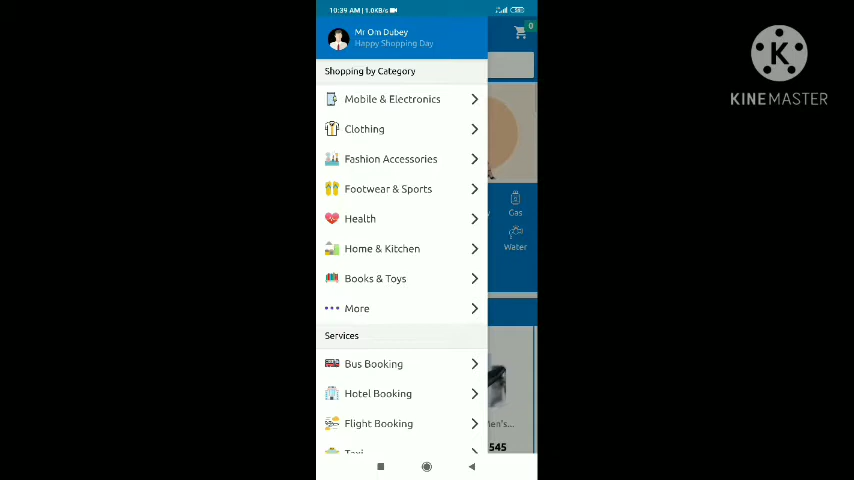 10:39 AM | 1.0KB/s
0
Mr Om Dubey
Happy Shopping Day
Shopping by Category
Mobile & Electronics
Clothing
Fashion Accessories
Footwear & Sports
Health
Home & Kitchen
Books & Toys
More
Services
Bus Booking
Hotel Booking
Flight Booking
Taxi
Gas
Water
Men's...
545
K
KINEMASTER